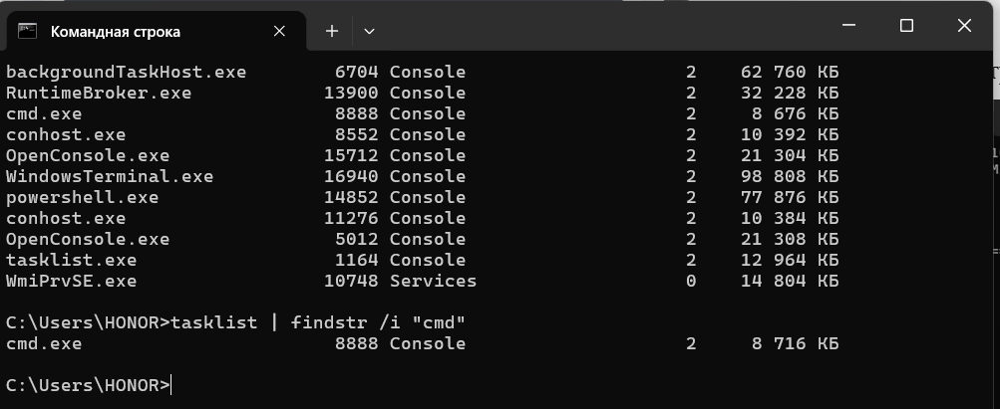 Командная строка
backgroundTaskHost.exe 6704 Console 2 62 760 КБ
RuntimeBroker.exe 13900 Console 2 32 228 КБ
cmd.exe 8888 Console 2 8 676 КБ
conhost.exe 8552 Console 2 10 392 КБ
OpenConsole.exe 15712 Console 2 21 304 КБ
WindowsTerminal.exe 16940 Console 2 98 808 КБ
powershell.exe 14852 Console 2 77 876 КБ
conhost.exe 11276 Console 2 10 384 КБ
OpenConsole.exe 5012 Console 2 21 308 КБ
tasklist.exe 1164 Console 2 12 964 КБ
WmiPrvSE.exe 10748 Services 0 14 804 КБ
C:\Users\HONOR>tasklist | findstr /i "cmd"
cmd.exe 8888 Console 2 8 716 КБ
C:\Users\HONOR>